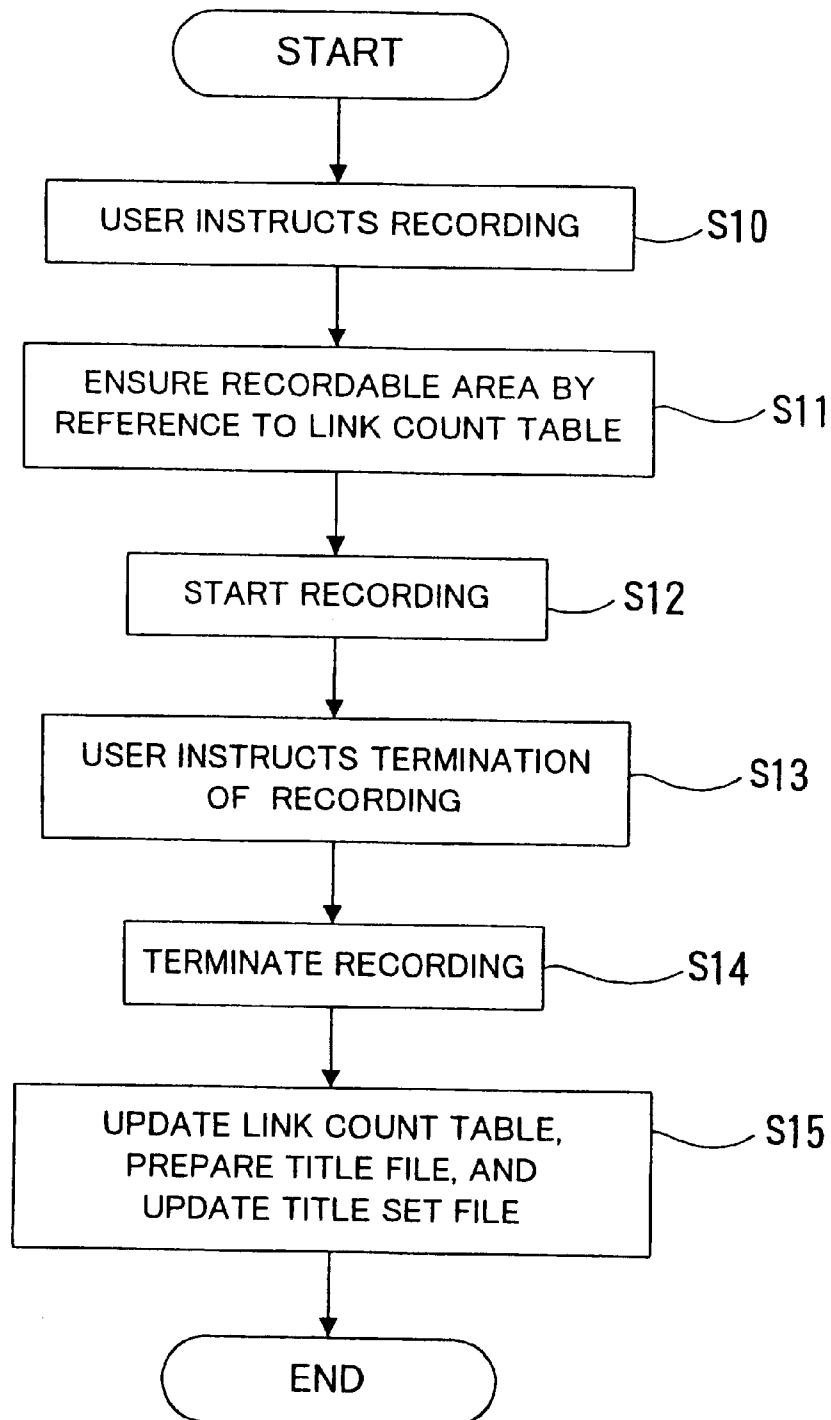 START
USER INSTRUCTS RECORDING
S10
ENSURE RECORDABLE AREA BY
REFERENCE TO LINK COUNT TABLE
S11
START RECORDING
S12
USER INSTRUCTS TERMINATION
OF RECORDING
S13
TERMINATE RECORDING
S14
UPDATE LINK COUNT TABLE,
PREPARE TITLE FILE, AND
UPDATE TITLE SET FILE
S15
END